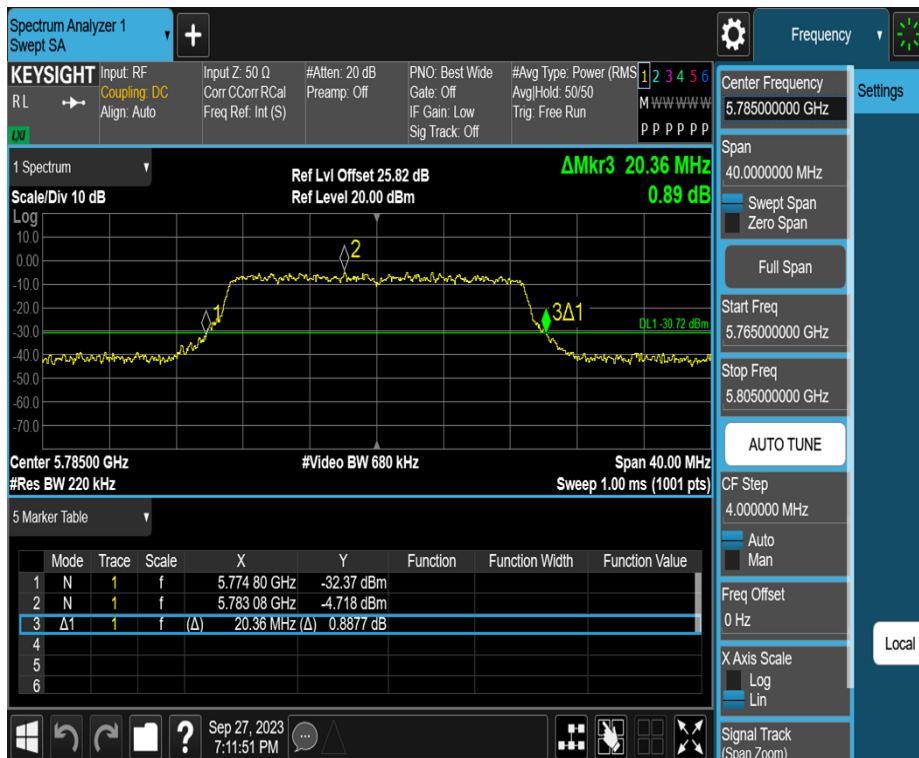 Spectrum Analyzer 1
Swept SA
Frequency
KEYSIGHT
RL
LXI
Input: RF
Coupling: DC
Align: Auto
Input Z: 50 Ω
Corr CCorr RCal
Freq Ref: Int (S)
#Atten: 20 dB
Preamp: Off
PNO: Best Wide
Gate: Off
IF Gain: Low
Sig Track: Off
#Avg Type: Power (RMS
Avg|Hold: 50/50
Trig: Free Run
1 2 3 4 5 6
M W W W W W
P P P P P P
Center Frequency
5.785000000 GHz
Settings
Span
40.0000000 MHz
Swept Span
Zero Span
Full Span
Start Freq
5.765000000 GHz
Stop Freq
5.805000000 GHz
AUTO TUNE
CF Step
4.000000 MHz
Auto
Man
Freq Offset
0 Hz
X Axis Scale
Log
Lin
Local
Signal Track
(Span Zoom)
1 Spectrum
Scale/Div 10 dB
Ref Lvl Offset 25.82 dB
Ref Level 20.00 dBm
ΔMkr3 20.36 MHz
0.89 dB
Log
10.0
0.00
-10.0
-20.0
-30.0
-40.0
-50.0
-60.0
-70.0
2
1
3Δ1
DL1 -30.72 dBm
Center 5.78500 GHz
#Video BW 680 kHz
Span 40.00 MHz
#Res BW 220 kHz
Sweep 1.00 ms (1001 pts)
5 Marker Table
Mode Trace Scale X Y Function Function Width Function Value
1 N 1 f 5.774 80 GHz -32.37 dBm
2 N 1 f 5.783 08 GHz -4.718 dBm
3 Δ1 1 f (Δ) 20.36 MHz (Δ) 0.8877 dB
4
5
6
?
Sep 27, 2023
7:11:51 PM